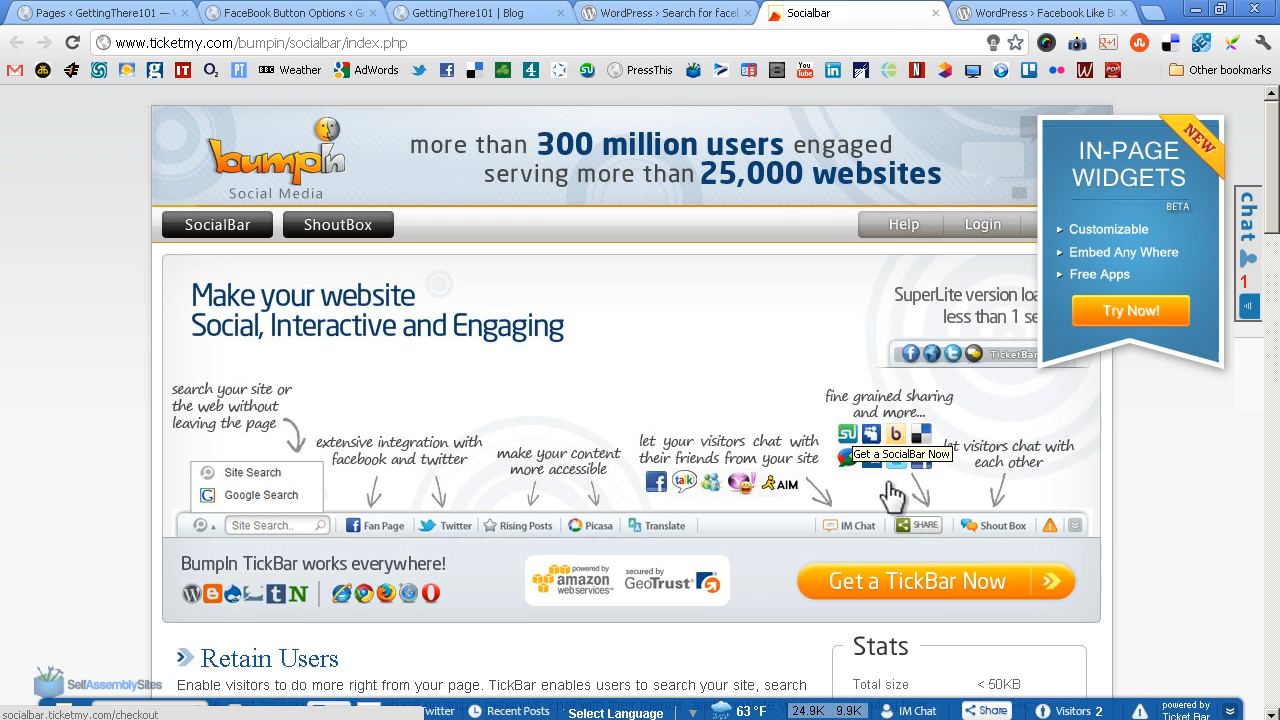 Pages < GettingThere101 —
FaceBook Button Options < G
GettingThere101 | Blog
WordPress › Search for facel
Socialbar
WordPress › Facebook Like B
www.ticketmy.com/bumpin/socialbar/index.php
BBC Weather
AdWords
PressThis
Other bookmarks
bumpIn
Social Media
more than 300 million users engaged
serving more than 25,000 websites
NEW
IN-PAGE
WIDGETS
BETA
Customizable
Embed Any Where
Free Apps
Try Now!
chat
1
SocialBar
ShoutBox
Help
Login
Make your website
Social, Interactive and Engaging
SuperLite version loa
less than 1 se
TicketBar
search your site or
the web without
leaving the page
extensive integration with
facebook and twitter
make your content
more accessible
let your visitors chat with
their friends from your site
talk
AIM
fine grained sharing
and more...
Get a SocialBar Now
let visitors chat with
each other
Site Search
Google Search
Site Search..
Fan Page
Twitter
Rising Posts
Picasa
Translate
IM Chat
SHARE
Shout Box
BumpIn TickBar works everywhere!
powered by
amazon
webservices™
secured by
GeoTrust
Get a TickBar Now
Retain Users
Enable visitors to do more right from your page. TickBar enables users to search your site, search
Stats
Total size
< 50KB
SelfAssemblySites
socialbar.ticketmy.com/checkout
witter
Recent Posts
Select Language
63 °F
24.9K
9.9K
IM Chat
Share
Visitors 2
powered by
Ticket Bar